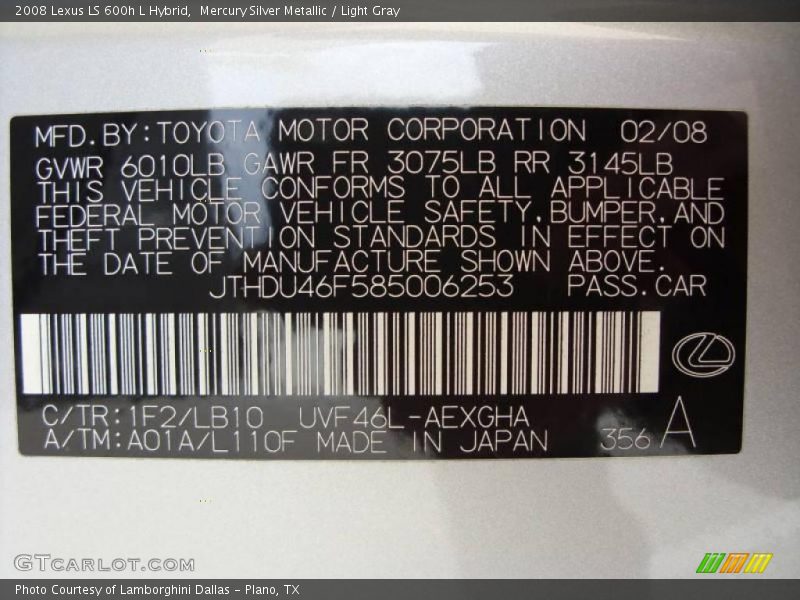 2008 Lexus LS 600h L Hybrid,  Mercury Silver Metallic / Light Gray
MFD.BY:TOYOTA MOTOR CORPORATION 02/08
GVWR 6010LB GAWR FR 3075LB RR 3145LB
THIS VEHICLE CONFORMS TO ALL APPLICABLE
FEDERAL MOTOR VEHICLE SAFETY,BUMPER,AND
THEFT PREVENTION STANDARDS IN EFFECT ON
THE DATE OF MANUFACTURE SHOWN ABOVE.
JTHDU46F585006253 PASS.CAR
C/TR:1F2/LB10 UVF46L-AEXGHA
A/TM:A01A/L110F MADE IN JAPAN 356 A
GTCARLOT.COM
Photo Courtesy of Lamborghini Dallas - Plano, TX